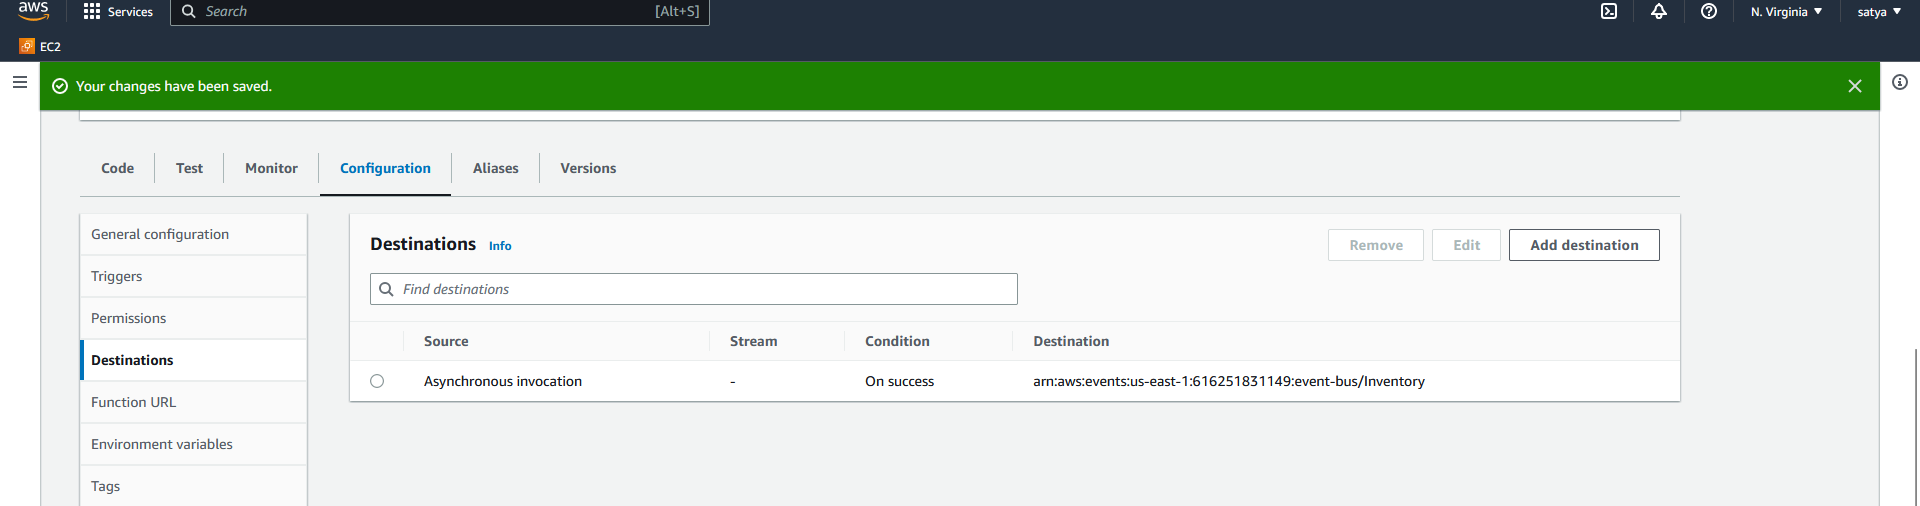 aws Services Search [Alt+S] N. Virginia satya
EC2
Your changes have been saved.
Code Test Monitor Configuration Aliases Versions
General configuration
Triggers
Permissions
Destinations
Function URL
Environment variables
Tags
Destinations Info Remove Edit Add destination
Find destinations
Source Stream Condition Destination
Asynchronous invocation - On success arn:aws:events:us-east-1:616251831149:event-bus/Inventory